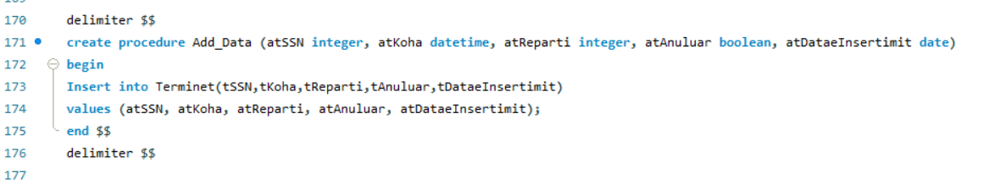 170 delimiter $$
171 create procedure Add_Data (atSSN integer, atKoha datetime, atReparti integer, atAnuluar boolean, atDataeInsertimit date)
172 begin
173 Insert into Terminet(tSSN,tKoha,tReparti,tAnuluar,tDataeInsertimit)
174 values (atSSN, atKoha, atReparti, atAnuluar, atDataeInsertimit);
175 end $$
176 delimiter $$
177